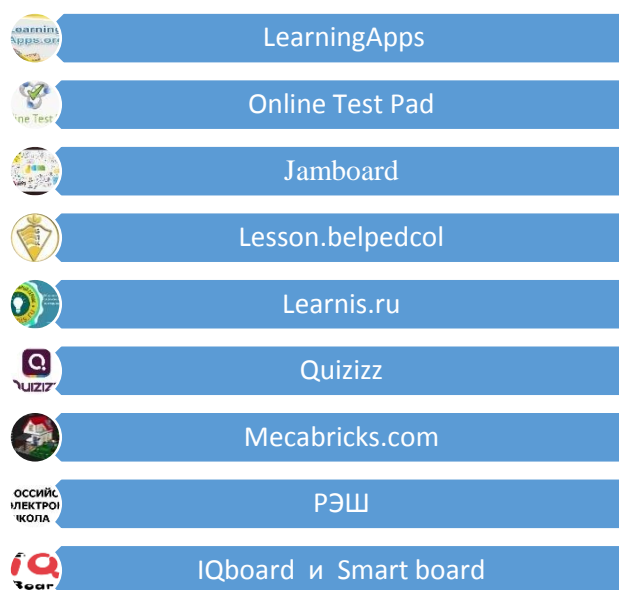 LearningApps
Online Test Pad
Jamboard
Lesson.belpedcol
Learnis.ru
Quizizz
Mecabricks.com
РЭШ
IQboard и Smart board